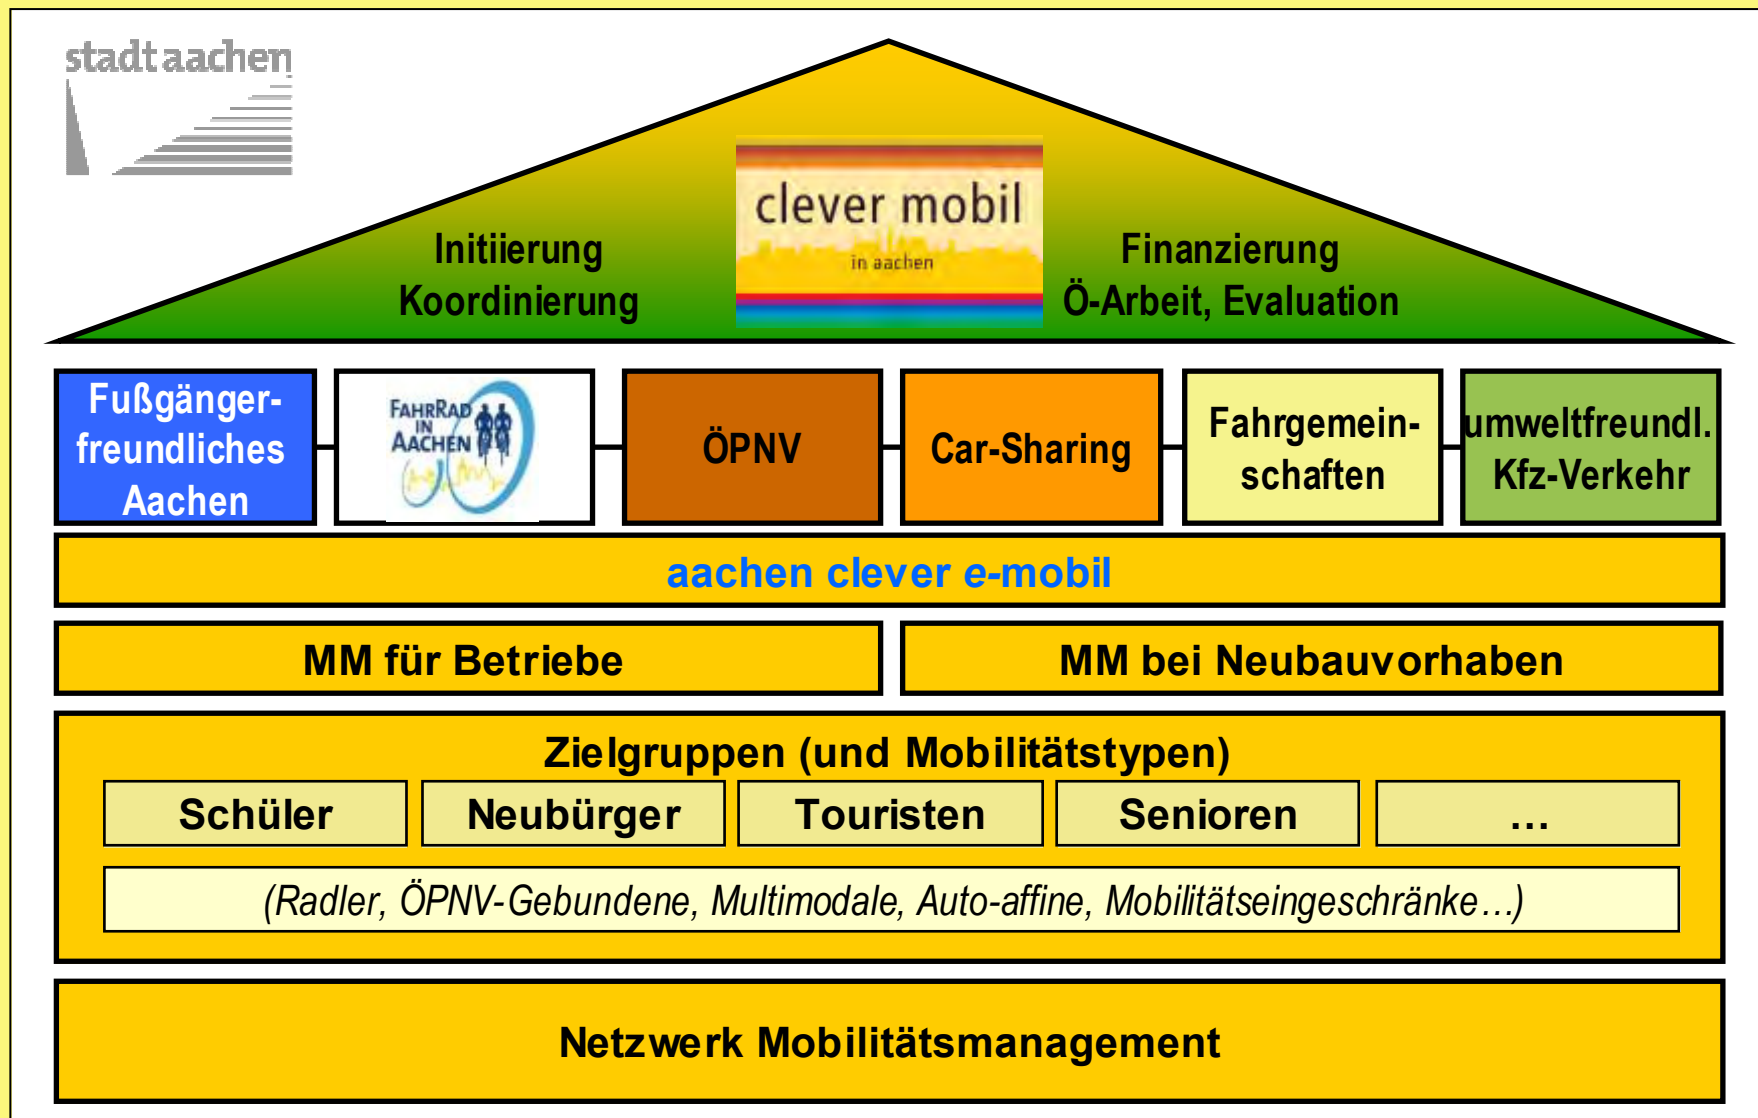 stadt aachen
clever mobil
in aachen
Initiierung
Koordinierung
Finanzierung
Ö-Arbeit, Evaluation
Fußgänger-
freundliches
Aachen
FAHRRAD
IN
AACHEN
ÖPNV
Car-Sharing
Fahrgemein-
schaften
umweltfreundl.
Kfz-Verkehr
aachen clever e-mobil
MM für Betriebe
MM bei Neubauvorhaben
Zielgruppen (und Mobilitätstypen)
Schüler
Neubürger
Touristen
Senioren
…
(Radler, ÖPNV-Gebundene, Multimodale, Auto-affine, Mobilitätseingeschränke…)
Netzwerk Mobilitätsmanagement